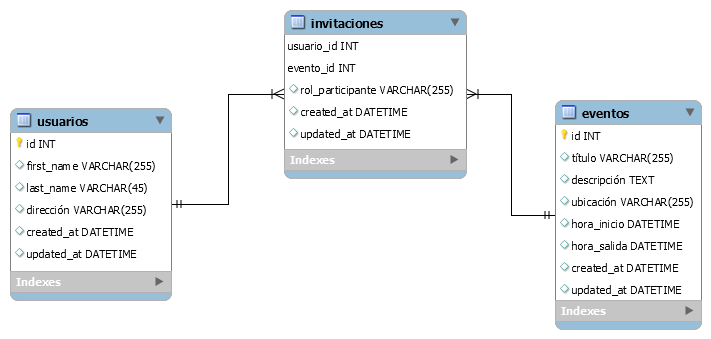 usuarios
id INT
first_name VARCHAR(255)
last_name VARCHAR(45)
dirección VARCHAR(255)
created_at DATETIME
updated_at DATETIME
Indexes
invitaciones
usuario_id INT
evento_id INT
rol_participante VARCHAR(255)
created_at DATETIME
updated_at DATETIME
Indexes
eventos
id INT
título VARCHAR(255)
descripción TEXT
ubicación VARCHAR(255)
hora_inicio DATETIME
hora_salida DATETIME
created_at DATETIME
updated_at DATETIME
Indexes